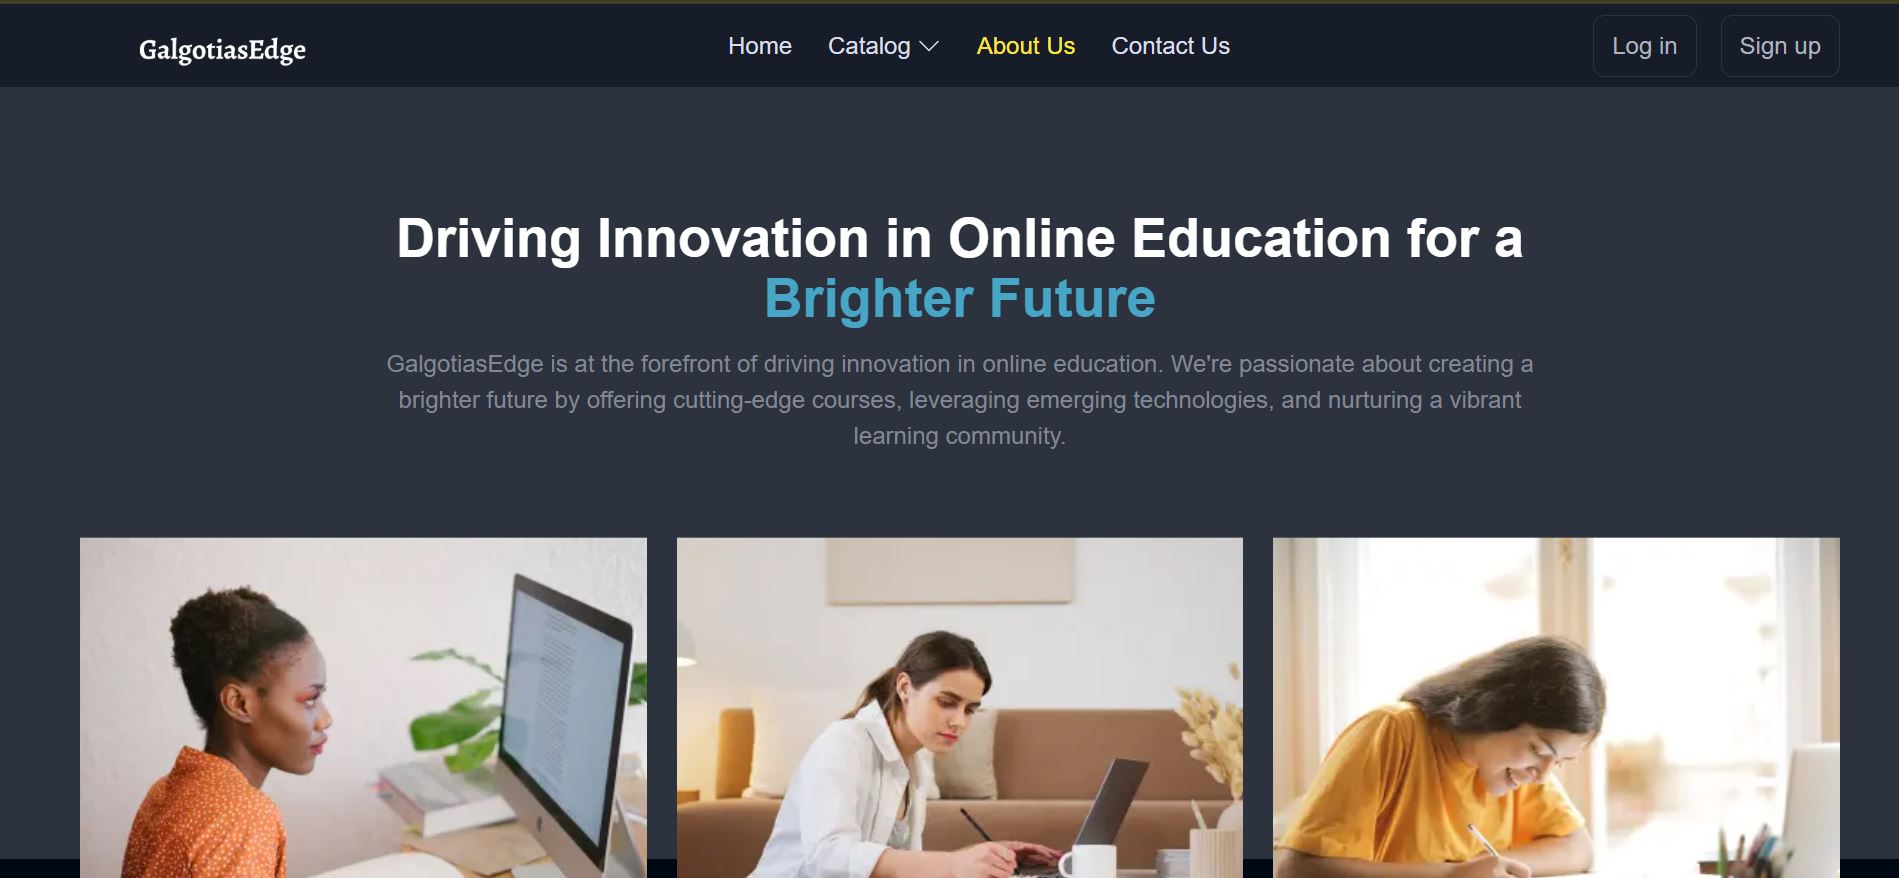 GalgotiasEdge
Home Catalog About Us Contact Us
Log in Sign up
Driving Innovation in Online Education for a
Brighter Future
GalgotiasEdge is at the forefront of driving innovation in online education. We're passionate about creating a
brighter future by offering cutting-edge courses, leveraging emerging technologies, and nurturing a vibrant
learning community.